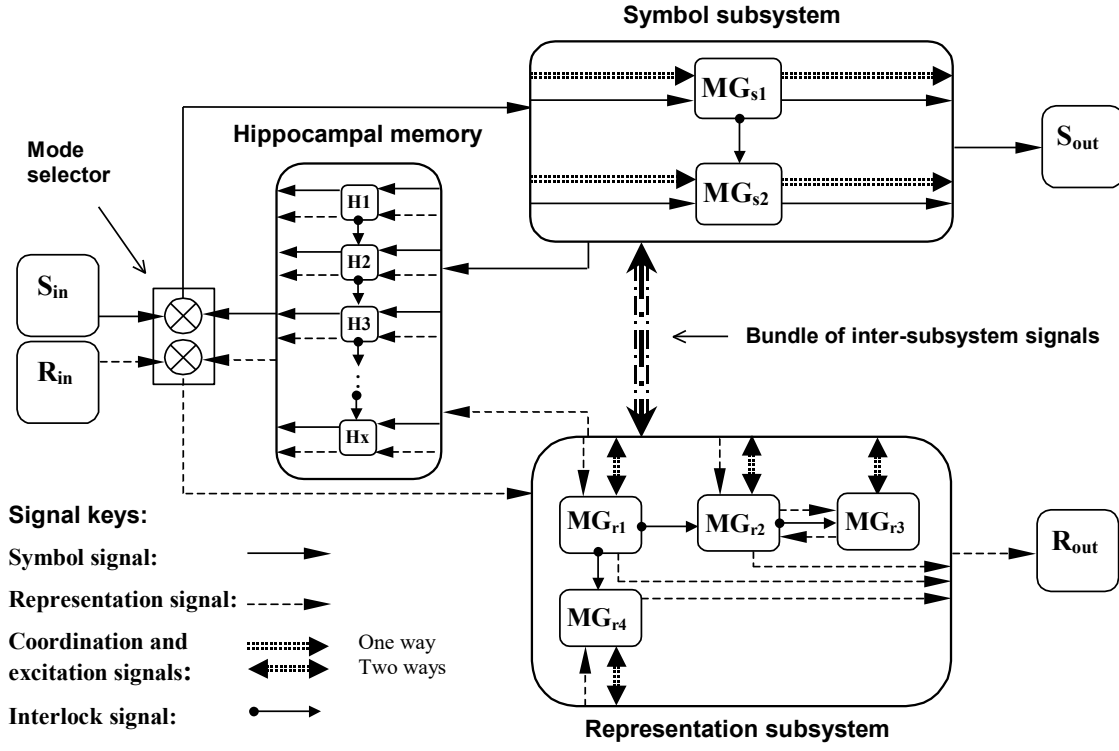 Symbol subsystem
MGs1
MGs2
Sout
Hippocampal memory
Mode
selector
H1
H2
H3
Hx
Sin
Rin
Bundle of inter-subsystem signals
MGr1
MGr2
MGr3
MGr4
Rout
Representation subsystem
Signal keys:
Symbol signal:
Representation signal:
Coordination and
excitation signals:
One way
Two ways
Interlock signal: